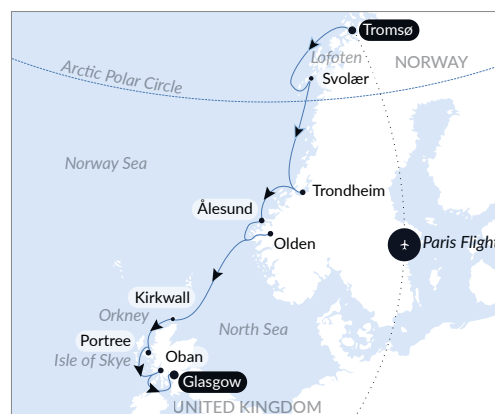 Tromsø
Lofoten
NORWAY
Svolær
Arctic Polar Circle
Norway Sea
Trondheim
Ålesund
Olden
Paris Flight
Kirkwall
Orkney
North Sea
Portree
Oban
Isle of Skye
Glasgow
UNITED KINGDOM